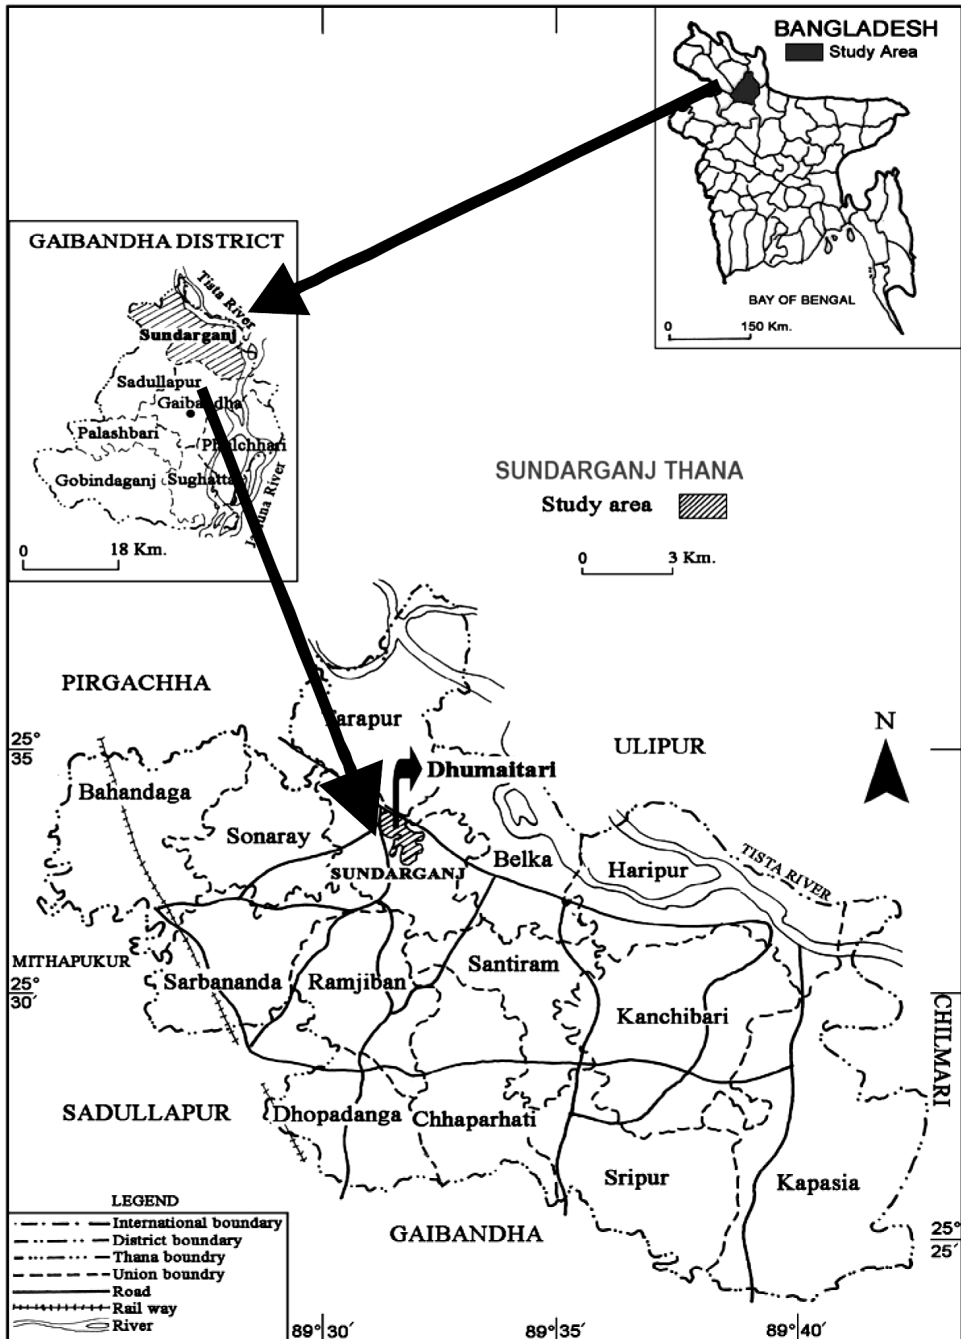 BANGLADESH
Study Area
BAY OF BENGAL
0 150 Km.
GAIBANDHA DISTRICT
Tista River
Sundarganj
Sadullapur
Gaibandha
Palashbari
Phulchhari
Gobindaganj
Sughatta
River
0 18 Km.
SUNDARGANJ THANA
Study area
0 3 Km.
PIRGACHHA
Tarapur
25°
35'
ULIPUR
N
Dhumaitari
Bahandaga
Sonaray
SUNDARGANJ
Belka
Haripur
TISTA RIVER
MITHAPUKUR
Sarbananda
Ramjiban
Santiram
25°
30'
Kanchibari
CHILMARI
SADULLAPUR
Dhopadanga
Chhaparhati
Sripur
Kapasia
GAIBANDHA
25°
25'
LEGEND
International boundary
District boundary
Thana boundry
Union boundry
Road
Rail way
River
89°30' 89°35' 89°40'